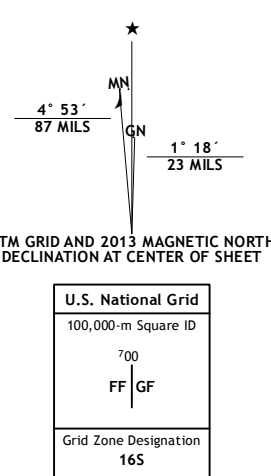 ★
MN
GN
4° 53´
87 MILS
1° 18´
23 MILS
TM GRID AND 2013 MAGNETIC NORTH
DECLINATION AT CENTER OF SHEET
U.S. National Grid
100,000-m Square ID
⁷00
FF GF
Grid Zone Designation
16S